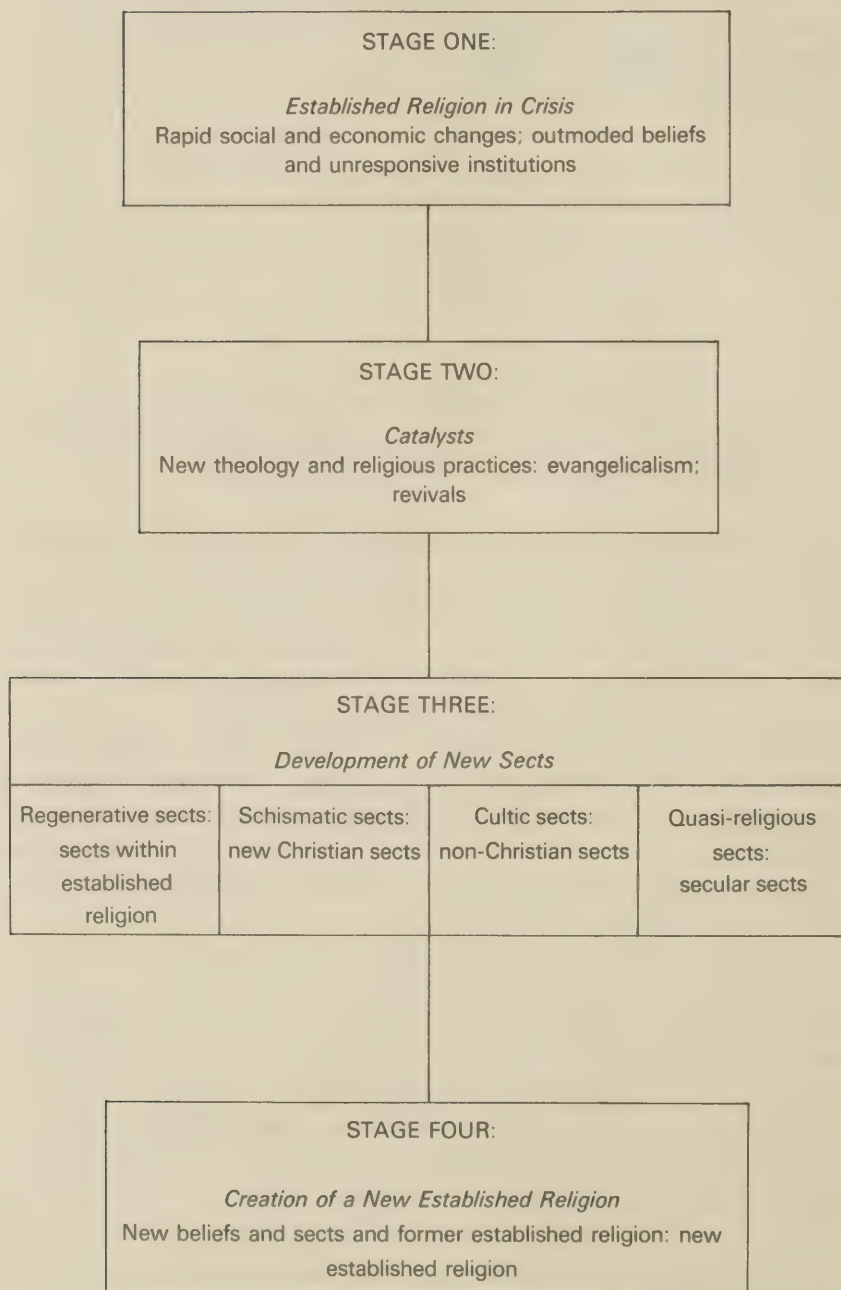 STAGE ONE:
Established Religion in Crisis
Rapid social and economic changes; outmoded beliefs
and unresponsive institutions
STAGE TWO:
Catalysts
New theology and religious practices: evangelicalism;
revivals
STAGE THREE:
Development of New Sects
Regenerative sects:
sects within
established
religion
Schismatic sects:
new Christian sects
Cultic sects:
non-Christian sects
Quasi-religious
sects:
secular sects
STAGE FOUR:
Creation of a New Established Religion
New beliefs and sects and former established religion: new
established religion